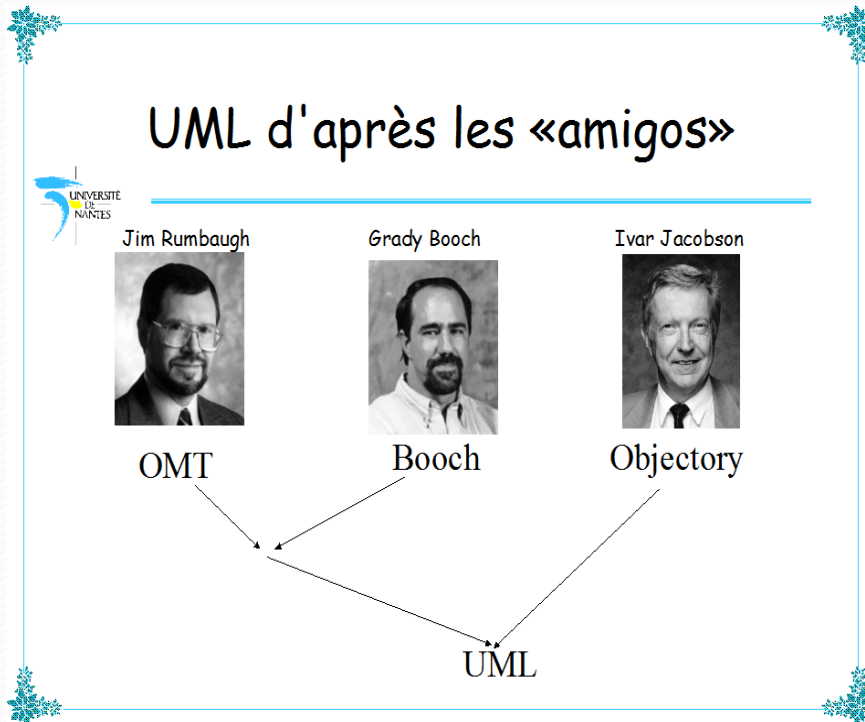 UML d'après les «amigos»
UNIVERSITÉ
DE
NANTES
Jim Rumbaugh
Grady Booch
Ivar Jacobson
OMT
Booch
Objectory
UML